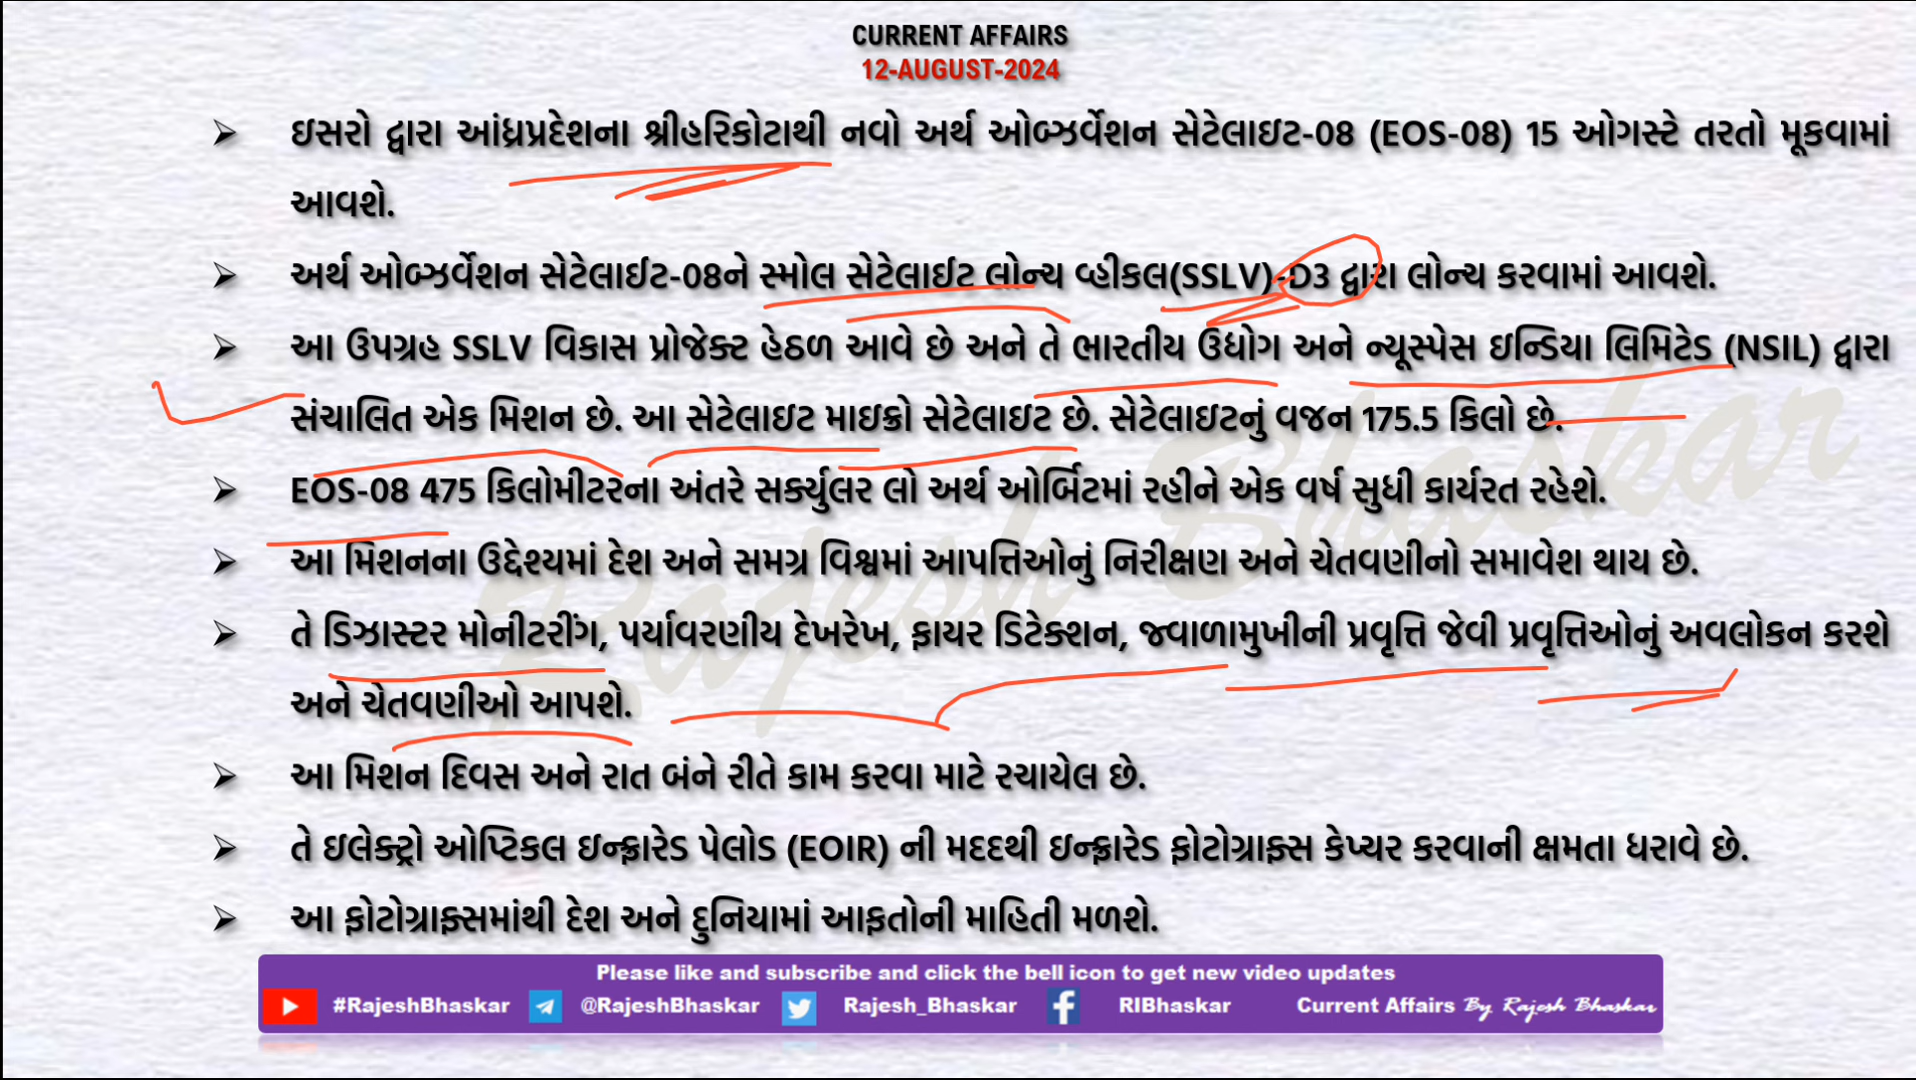 CURRENT AFFAIRS
12-AUGUST-2024
➢ ઇસરો દ્વારા આંધ્રપ્રદેશના શ્રીહરિકોટાથી નવો અર્થ ઓબ્ઝર્વેશન સેટેલાઇટ-08 (EOS-08) 15 ઓગસ્ટે તરતો મૂકવામાં
આવશે.
➢ અર્થ ઓબ્ઝર્વેશન સેટેલાઈટ-08ને સ્મોલ સેટેલાઈટ લોન્ચ વ્હીકલ(SSLV)-D3 દ્વારા લોન્ચ કરવામાં આવશે.
➢ આ ઉપગ્રહ SSLV વિકાસ પ્રોજેક્ટ હેઠળ આવે છે અને તે ભારતીય ઉદ્યોગ અને ન્યૂસ્પેસ ઇન્ડિયા લિમિટેડ (NSIL) દ્વારા
સંચાલિત એક મિશન છે. આ સેટેલાઇટ માઇક્રો સેટેલાઇટ છે. સેટેલાઇટનું વજન 175.5 કિલો છે.
➢ EOS-08 475 કિલોમીટરના અંતરે સર્ક્યુલર લો અર્થ ઓર્બિટમાં રહીને એક વર્ષ સુધી કાર્યરત રહેશે.
➢ આ મિશનના ઉદ્દેશ્યમાં દેશ અને સમગ્ર વિશ્વમાં આપત્તિઓનું નિરીક્ષણ અને ચેતવણીનો સમાવેશ થાય છે.
➢ તે ડિઝાસ્ટર મોનીટરીંગ, પર્યાવરણીય દેખરેખ, ફાયર ડિટેક્શન, જ્વાળામુખીની પ્રવૃત્તિ જેવી પ્રવૃત્તિઓનું અવલોકન કરશે
અને ચેતવણીઓ આપશે.
➢ આ મિશન દિવસ અને રાત બંને રીતે કામ કરવા માટે રચાયેલ છે.
➢ તે ઇલેક્ટ્રો ઓપ્ટિકલ ઇન્ફ્રારેડ પેલોડ (EOIR) ની મદદથી ઇન્ફ્રારેડ ફોટોગ્રાફ્સ કેપ્ચર કરવાની ક્ષમતા ધરાવે છે.
➢ આ ફોટોગ્રાફ્સમાંથી દેશ અને દુનિયામાં આફતોની માહિતી મળશે.
Rajesh Bhaskar
Please like and subscribe and click the bell icon to get new video updates
#RajeshBhaskar @RajeshBhaskar Rajesh_Bhaskar RIBhaskar Current Affairs By Rajesh Bhaskar